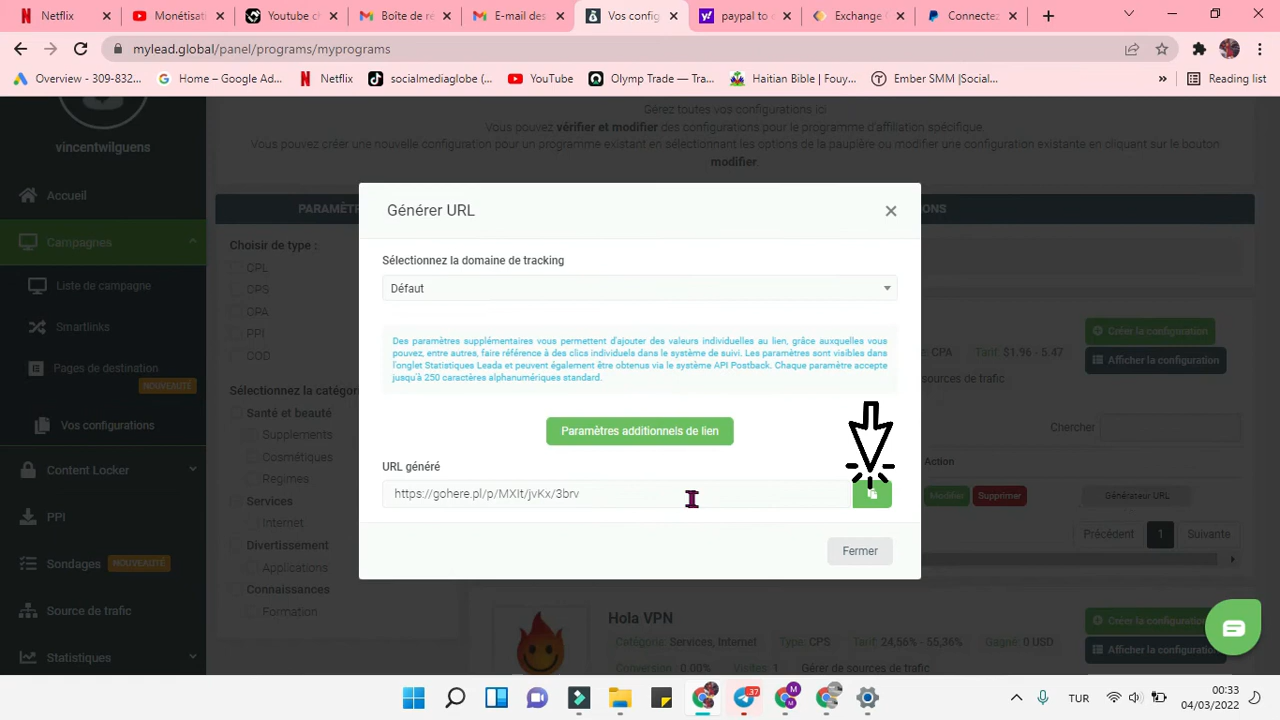 Netflix
Monétisat
Youtube c
Boîte de r
E-mail des
Vos config
paypal to
Exchange
Connectez
mylead.global/panel/programs/myprograms
Overview - 309-832...
Home – Google Ad...
Netflix
socialmediaglobe (...
YouTube
Olymp Trade — Tra...
Haitian Bible | Fouy...
Ember SMM |Social...
»
Reading list
Gérez toutes vos configurations ici
Vous pouvez vérifier et modifier des configurations pour le programme d'affiliation spécifique.
Vous pouvez créer une nouvelle configuration pour un programme existant en sélectionnant les options de la paupière ou modifier une configuration existante en cliquant sur le bouton
modifier.
vincentwilguens
Accueil
Campagnes
Liste de campagne
Smartlinks
Pages de destination
NOUVEAUTÉ
Vos configurations
Content Locker
PPI
Sondages
NOUVEAUTÉ
Source de trafic
Statistiques
PARAMÈT
ONS
Choisir de type :
CPL
CPS
CPA
PPI
COD
Sélectionnez la catégor
Santé et beauté
Supplements
Cosmétiques
Régimes
Services
Internet
Divertissement
Applications
Connaissances
Formation
Générer URL
Sélectionnez la domaine de tracking
Défaut
Des paramètres supplémentaires vous permettent d'ajouter des valeurs individuelles au lien, grâce auxquelles vous
pouvez, entre autres, faire référence à des clics individuels dans le système de suivi. Les paramètres sont visibles dans
l'onglet Statistiques Leada et peuvent également être obtenus via le système API Postback. Chaque paramètre accepte
jusqu'à 250 caractères alphanumériques standard.
Paramètres additionnels de lien
URL généré
https://gohere.pl/p/MXIt/jvKx/3brv
Fermer
Créer la configuration
CPA Tarif: $1.96 - 5.47
Afficher la configuration
sources de trafic
Chercher
Action
Modifier
Supprimer
Générateur URL
Précédent
1
Suivante
Hola VPN
Catégorie: Services, Internet
Type: CPS
Tarif: 24,56% - 55,36%
Gagné: 0 USD
Conversion: 0.00%
Visites: 1
Gérer de sources de trafic
Créer la configuration
Afficher la configuration
37
M
M
TUR
00:33
04/03/2022